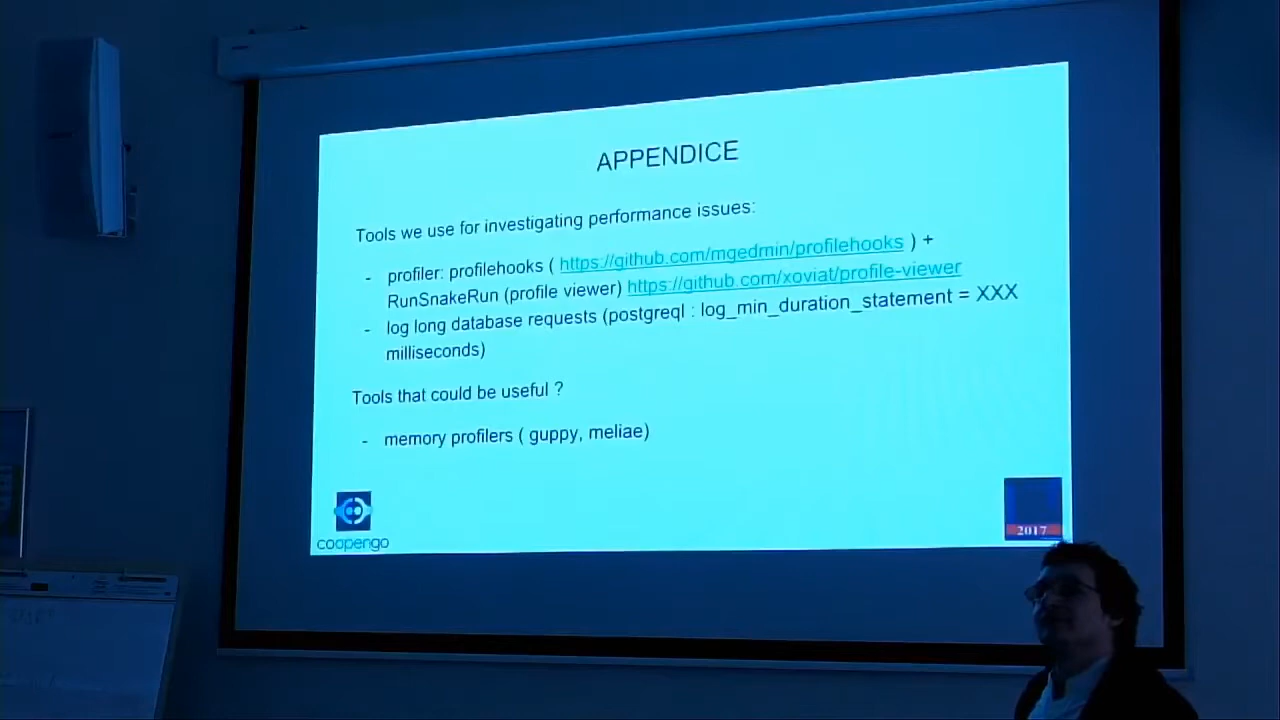 APPENDICE
Tools we use for investigating performance issues:
- profiler: profilehooks ( https://github.com/mgedmin/profilehooks ) +
RunSnakeRun (profile viewer) https://github.com/xoviat/profile-viewer
- log long database requests (postgreql : log_min_duration_statement = XXX
milliseconds)
Tools that could be useful ?
- memory profilers ( guppy, meliae)
coopengo
2017